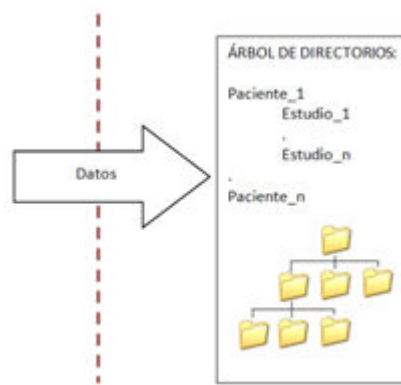 ÁRBOL DE DIRECTORIOS:
Paciente_1
Estudio_1
.
Estudio_n
.
Paciente_n
Datos